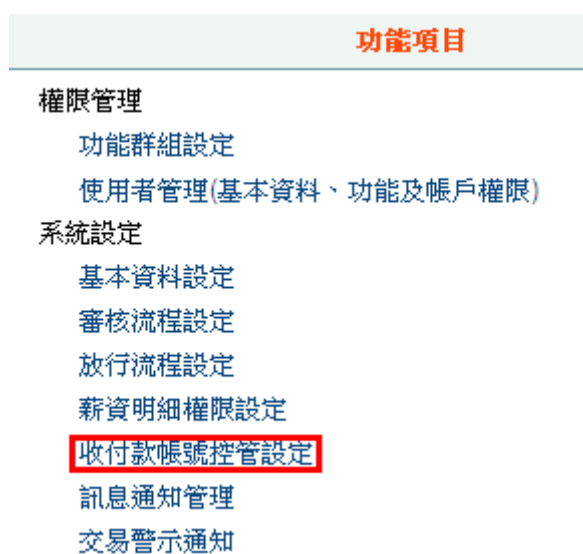 功能項目
權限管理
功能群組設定
使用者管理(基本資料、功能及帳戶權限)
系統設定
基本資料設定
審核流程設定
放行流程設定
薪資明細權限設定
收付款帳號控管設定
訊息通知管理
交易警示通知